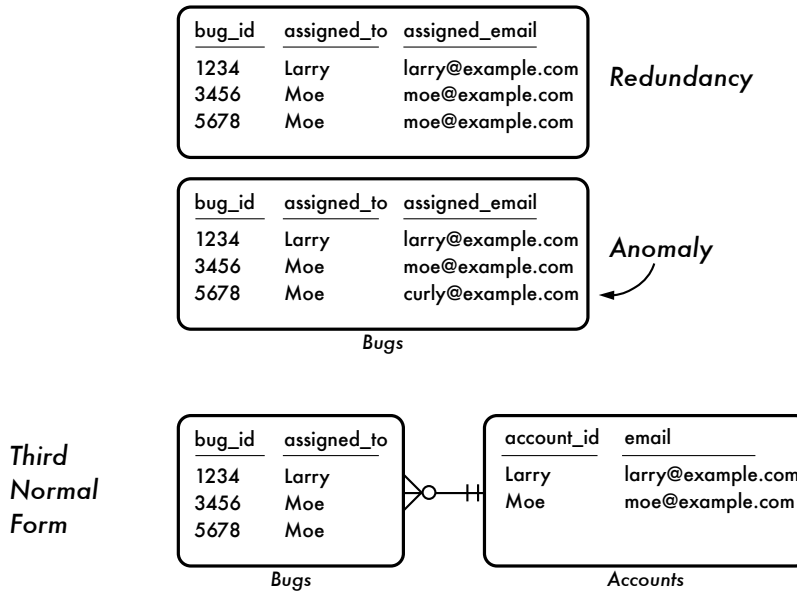 bug_id assigned_to assigned_email
1234 Larry larry@example.com
3456 Moe moe@example.com
5678 Moe moe@example.com
Redundancy
bug_id assigned_to assigned_email
1234 Larry larry@example.com
3456 Moe moe@example.com
5678 Moe curly@example.com
Anomaly
Bugs
Third
Normal
Form
bug_id assigned_to
1234 Larry
3456 Moe
5678 Moe
Bugs
account_id email
Larry larry@example.com
Moe moe@example.com
Accounts